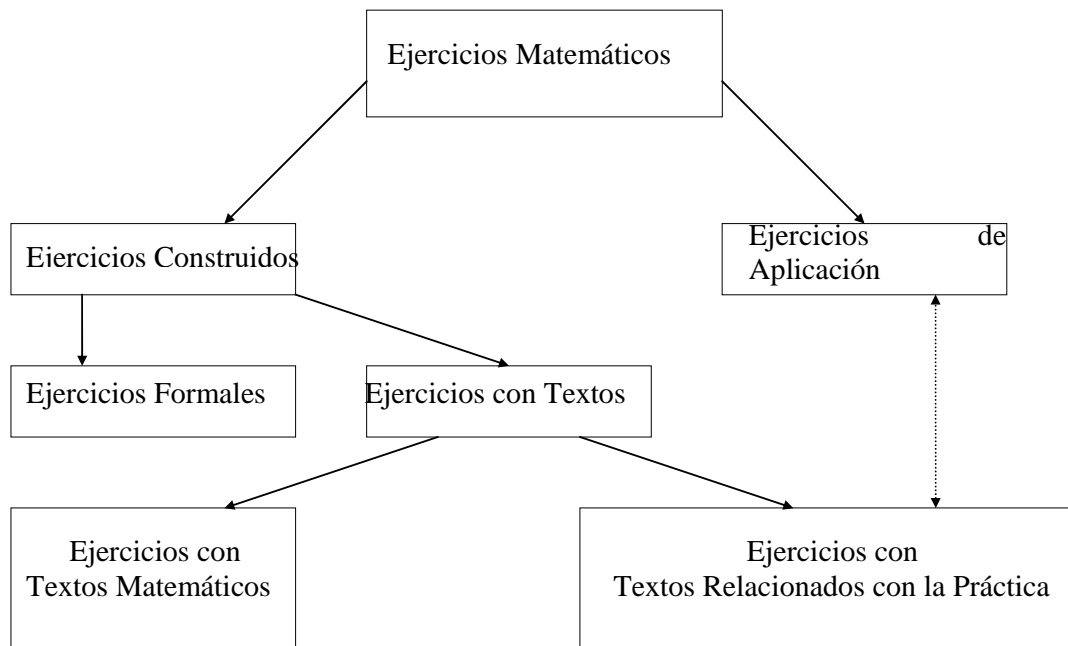 Ejercicios Matemáticos
Ejercicios Construidos
Ejercicios de
Aplicación
Ejercicios Formales
Ejercicios con Textos
Ejercicios con
Textos Matemáticos
Ejercicios con
Textos Relacionados con la Práctica